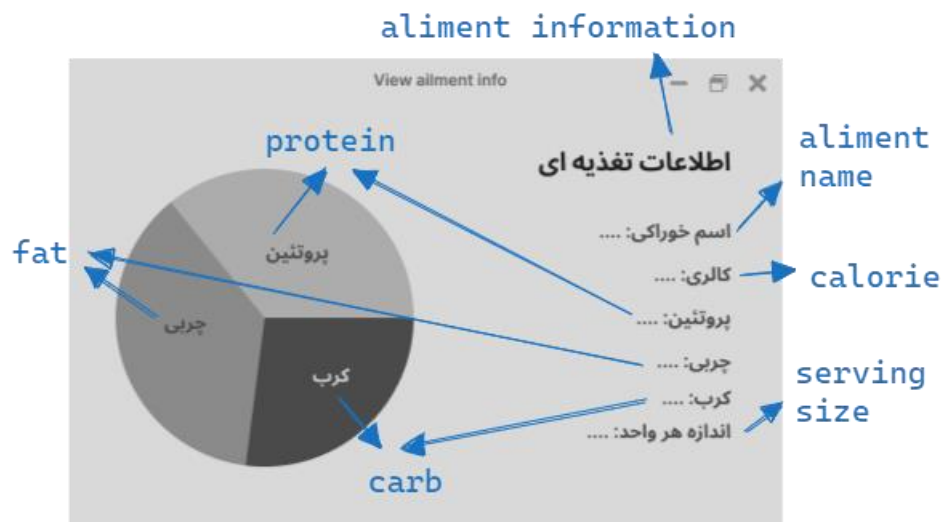 aliment information
View ailment info
protein
aliment
name
اطلاعات تغذیه ای
fat
پروتئین
اسم خوراکی: ....
کالری: ....
calorie
چربی
پروتئین: ....
چربی: ....
کرب
کرب: ....
serving
size
اندازه هر واحد: ....
carb